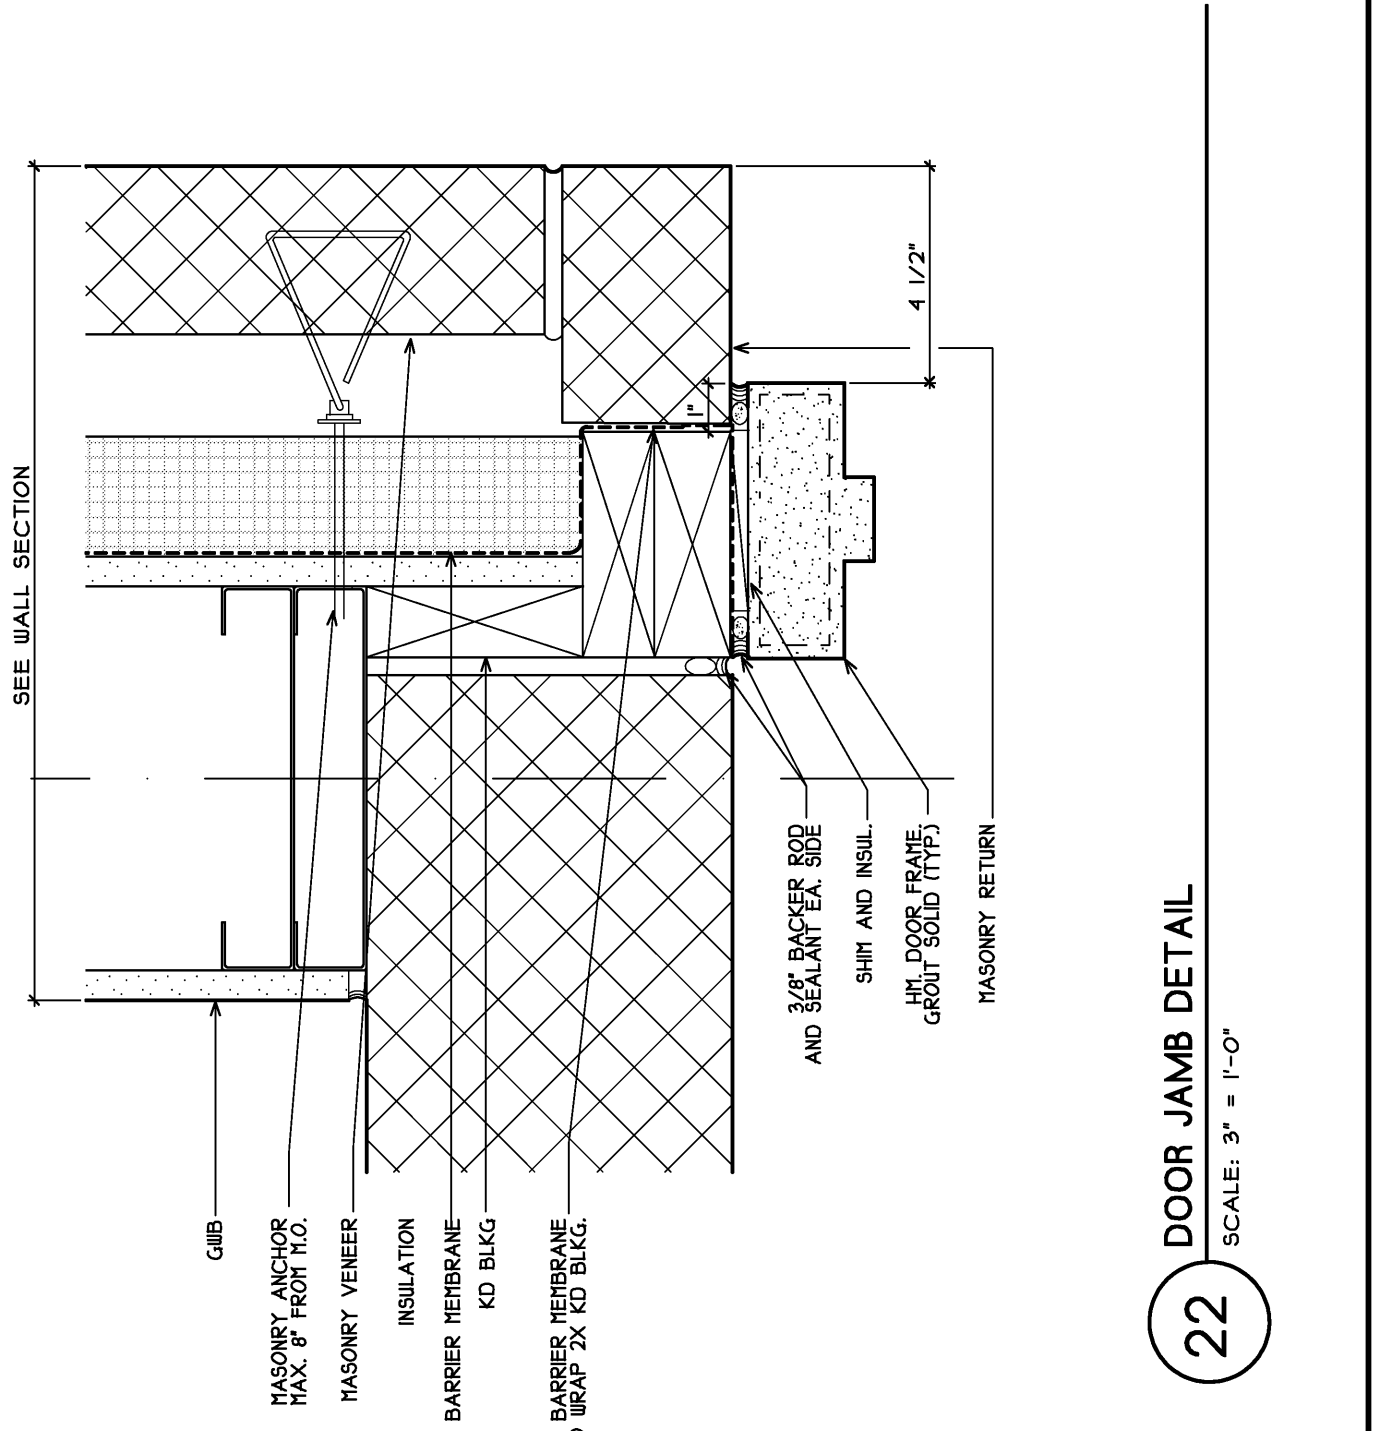 SEE WALL SECTION
GWB
MASONRY ANCHOR
MAX. 8" FROM M.O.
MASONRY VENEER
INSULATION
BARRIER MEMBRANE
KD BLKG
BARRIER MEMBRANE
WRAP 2X KD BLKG.
1"
3/8" BACKER ROD
AND SEALANT EA. SIDE
SHIM AND INSUL.
HM. DOOR FRAME.
GROUT SOLID (TYP.)
4 1/2"
MASONRY RETURN
22
DOOR JAMB DETAIL
SCALE: 3" = 1'-0"